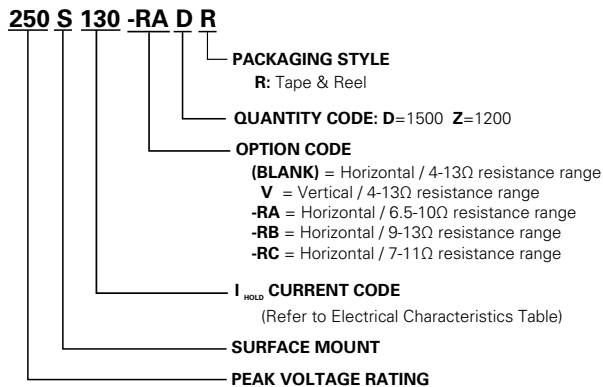 250 S 130 -RA D R
PACKAGING STYLE
R: Tape & Reel
QUANTITY CODE: D=1500 Z=1200
OPTION CODE
(BLANK) = Horizontal / 4-13Ω resistance range
V = Vertical / 4-13Ω resistance range
-RA = Horizontal / 6.5-10Ω resistance range
-RB = Horizontal / 9-13Ω resistance range
-RC = Horizontal / 7-11Ω resistance range
I HOLD CURRENT CODE
(Refer to Electrical Characteristics Table)
SURFACE MOUNT
PEAK VOLTAGE RATING